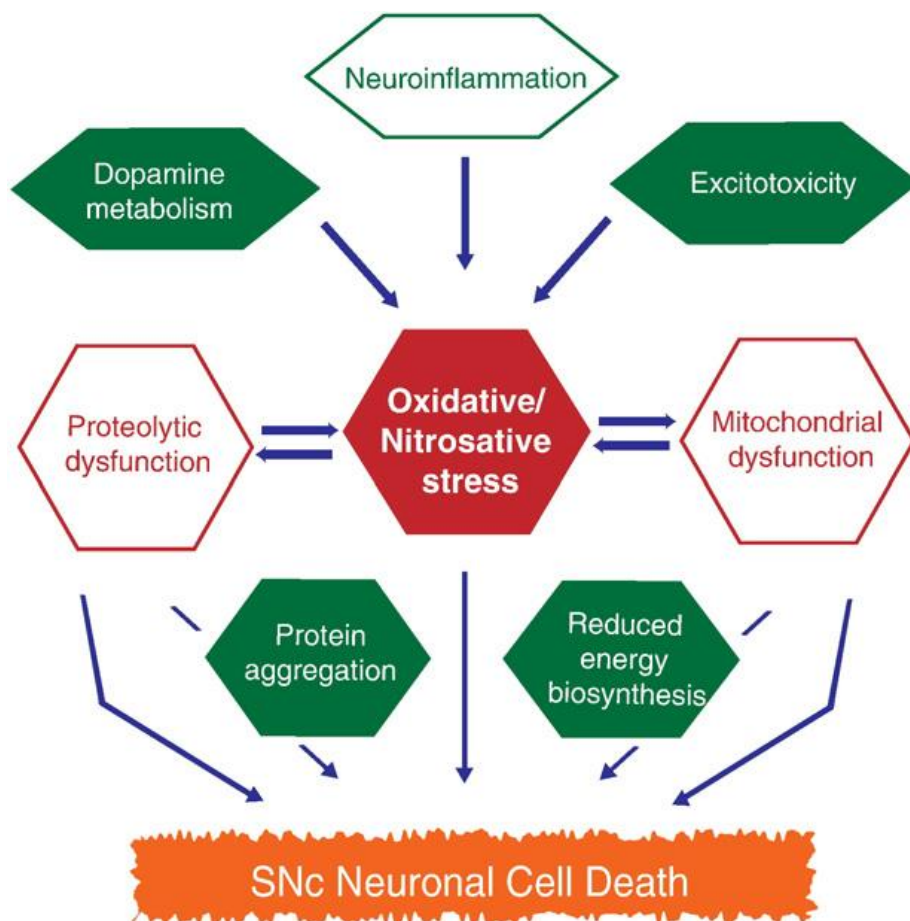 Neuroinflammation
Dopamine
metabolism
Excitotoxicity
Proteolytic
dysfunction
Oxidative/
Nitrosative
stress
Mitochondrial
dysfunction
Protein
aggregation
Reduced
energy
biosynthesis
SNc Neuronal Cell Death